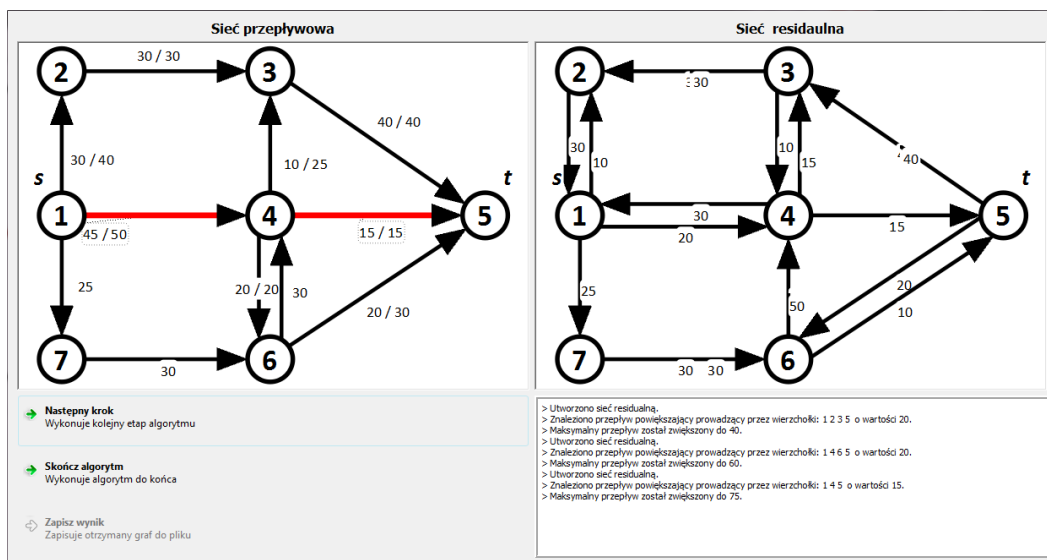 Sieć przepływowa
Sieć residaulna
30 / 30
2
3
40 / 40
30 / 40
10 / 25
s
t
1
4
5
45 / 50
15 / 15
25
20 / 20
30
20 / 30
7
6
30
2
30
3
30
10
10
15
40
s
t
1
30
4
5
20
15
25
50
20
10
7
30
30
6
Następny krok
Wykonuje kolejny etap algorytmu
Skończ algorytm
Wykonuje algorytm do końca
Zapisz wynik
Zapisuje otrzymany graf do pliku
> Utworzono sieć residualną.
> Znaleziono przepływ powiększający prowadzący przez wierzchołki: 1 2 3 5 o wartości 20.
> Maksymalny przepływ został zwiększony do 40.
> Utworzono sieć residualną.
> Znaleziono przepływ powiększający prowadzący przez wierzchołki: 1 4 6 5 o wartości 20.
> Maksymalny przepływ został zwiększony do 60.
> Utworzono sieć residualną.
> Znaleziono przepływ powiększający prowadzący przez wierzchołki: 1 4 5 o wartości 15.
> Maksymalny przepływ został zwiększony do 75.